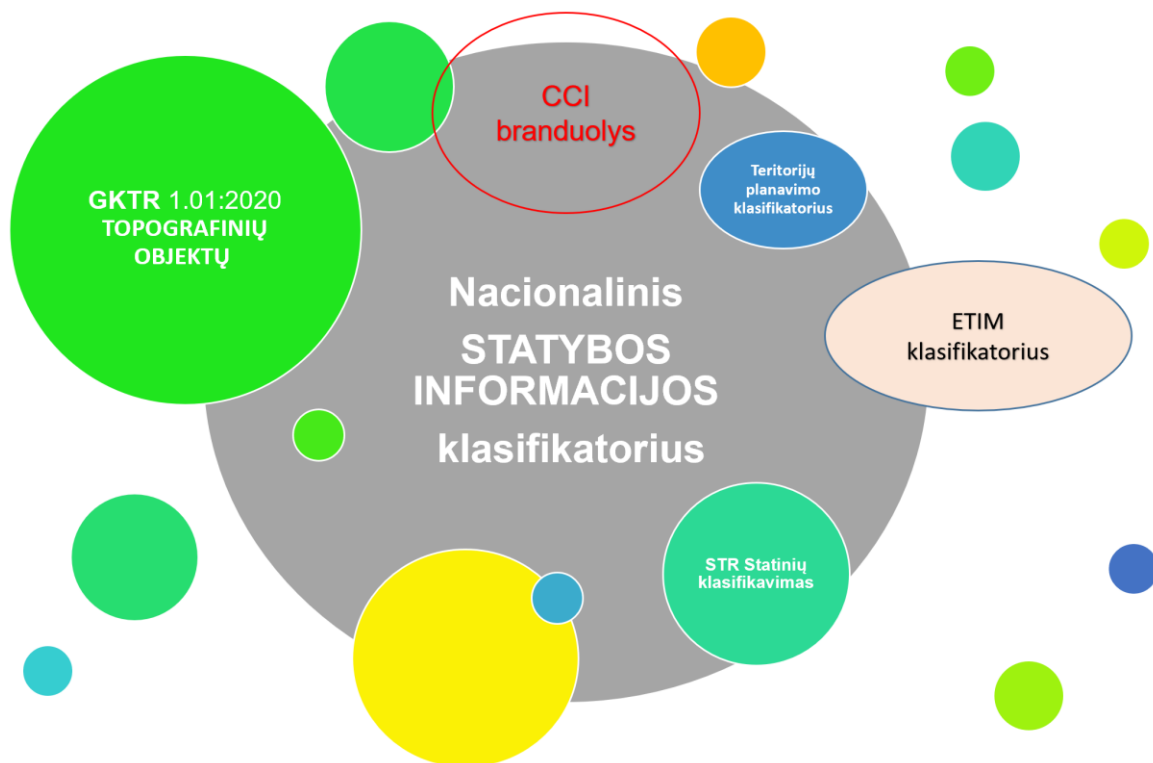 CCI
branduolys
Teritorijų
planavimo
klasifikatorius
GKTR 1.01:2020
TOPOGRAFINIŲ
OBJEKTŲ
Nacionalinis
STATYBOS
INFORMACIJOS
klasifikatorius
ETIM
klasifikatorius
STR Statinių
klasifikavimas